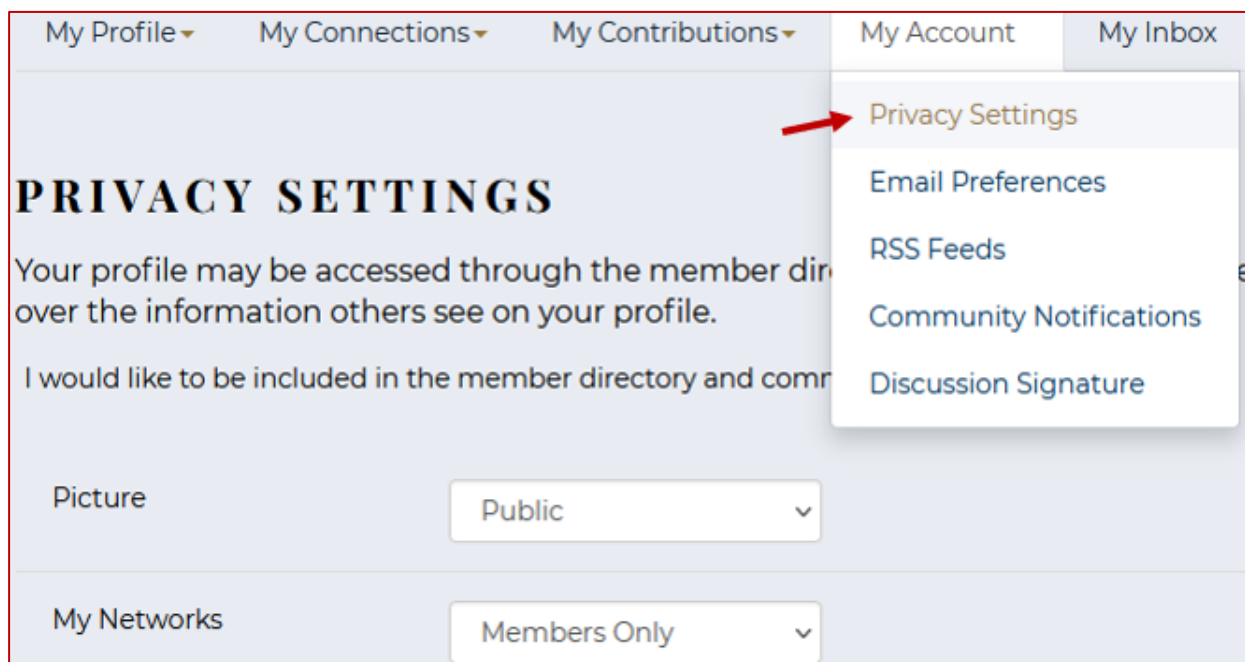 My Profile My Connections My Contributions My Account My Inbox
Privacy Settings
Email Preferences
RSS Feeds
Community Notifications
Discussion Signature
PRIVACY SETTINGS
Your profile may be accessed through the member
over the information others see on your profile.
I would like to be included in the member directory and
Picture Public
My Networks Members Only